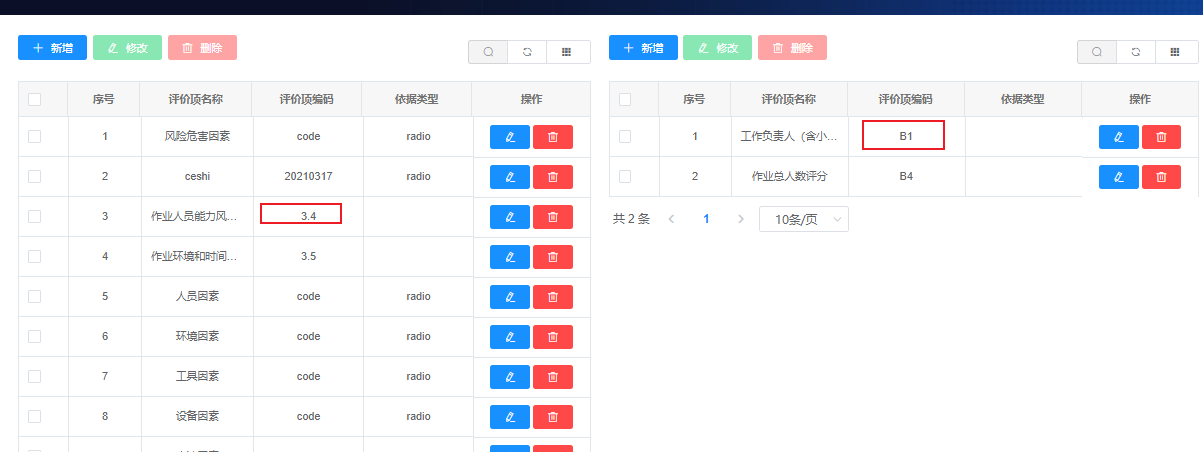 新增 修改 删除
序号 评价项名称 评价项编码 依据类型 操作
1 风险危害因素 code radio
2 ceshi 20210317 radio
3 作业人员能力风... 3.4
4 作业环境和时间... 3.5
5 人员因素 code radio
6 环境因素 code radio
7 工具因素 code radio
8 设备因素 code radio
新增 修改 删除
序号 评价项名称 评价项编码 依据类型 操作
1 工作负责人（含小... B1
2 作业总人数评分 B4
共 2 条 1 10条/页